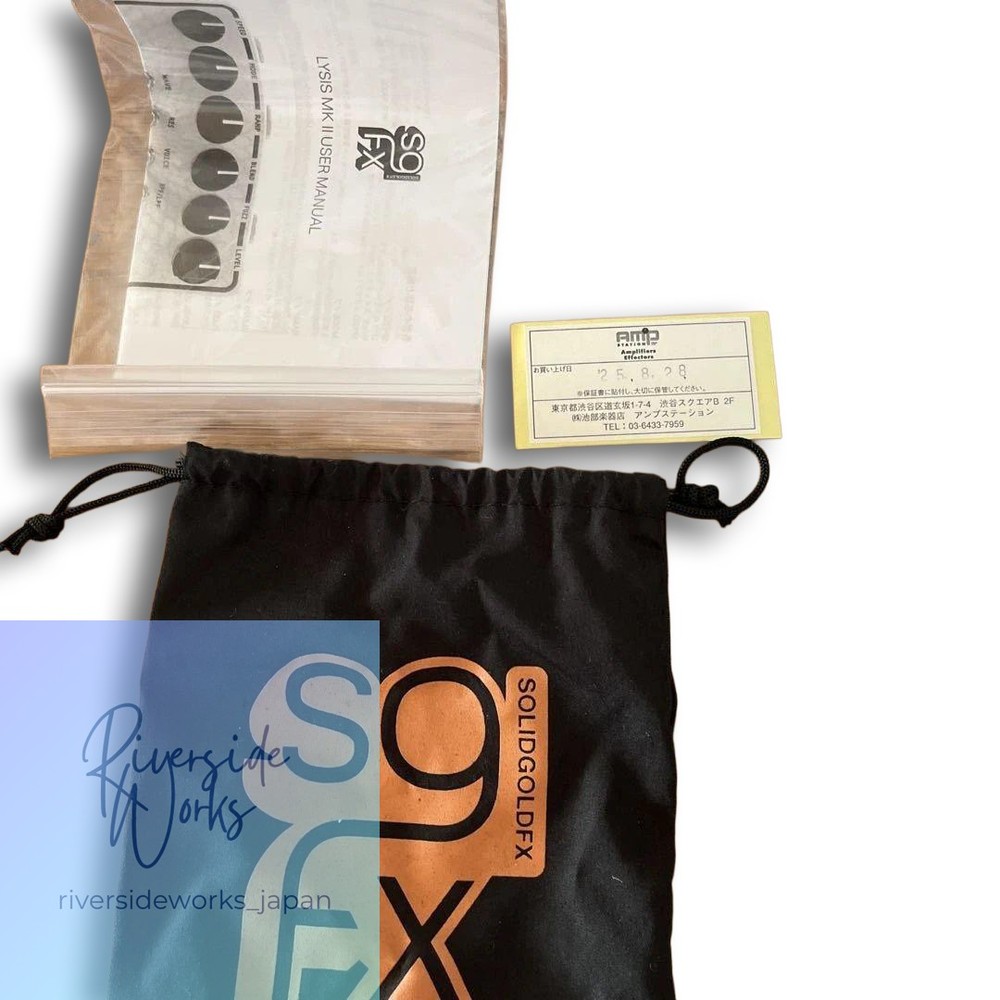 SPEED
MODE
RAMP
BLEND
FUZZ
LEVEL
WAVE
RES
VOICE
LYSIS MK II USER MANUAL
S9
FX
SOLIDGOLDFX
AMP
STATION
Amplifiers
Effectors
お買い上げ日
'25.8.28
※保証書に貼付し、大切に保管してください。
東京都渋谷区道玄坂1-7-4 渋谷スクエアB 2F
㈱池部楽器店 アンプステーション
TEL：03-6433-7959
S9
FX
SOLIDGOLDFX
Riverside
Works
riversideworks_japan